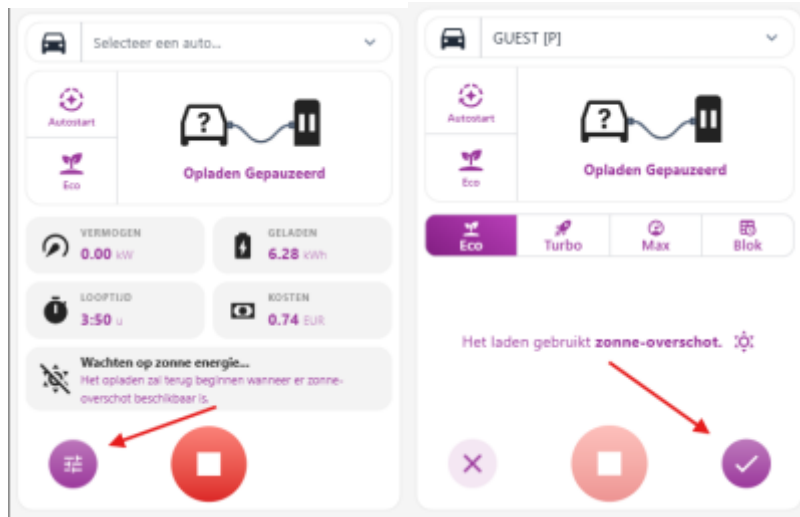 Selecteer een auto...
Autostart
Eco
?
Opladen Gepauzeerd
VERMOGEN
0.00 kW
GELADEN
6.28 kWh
LOOPTIJD
3:50 u
KOSTEN
0.74 EUR
Wachten op zonne energie...
Het opladen zal terug beginnen wanneer er zonne-
overschot beschikbaar is.
GUEST [P]
Autostart
Eco
?
Opladen Gepauzeerd
Eco
Turbo
Max
Blok
Het laden gebruikt zonne-overschot.